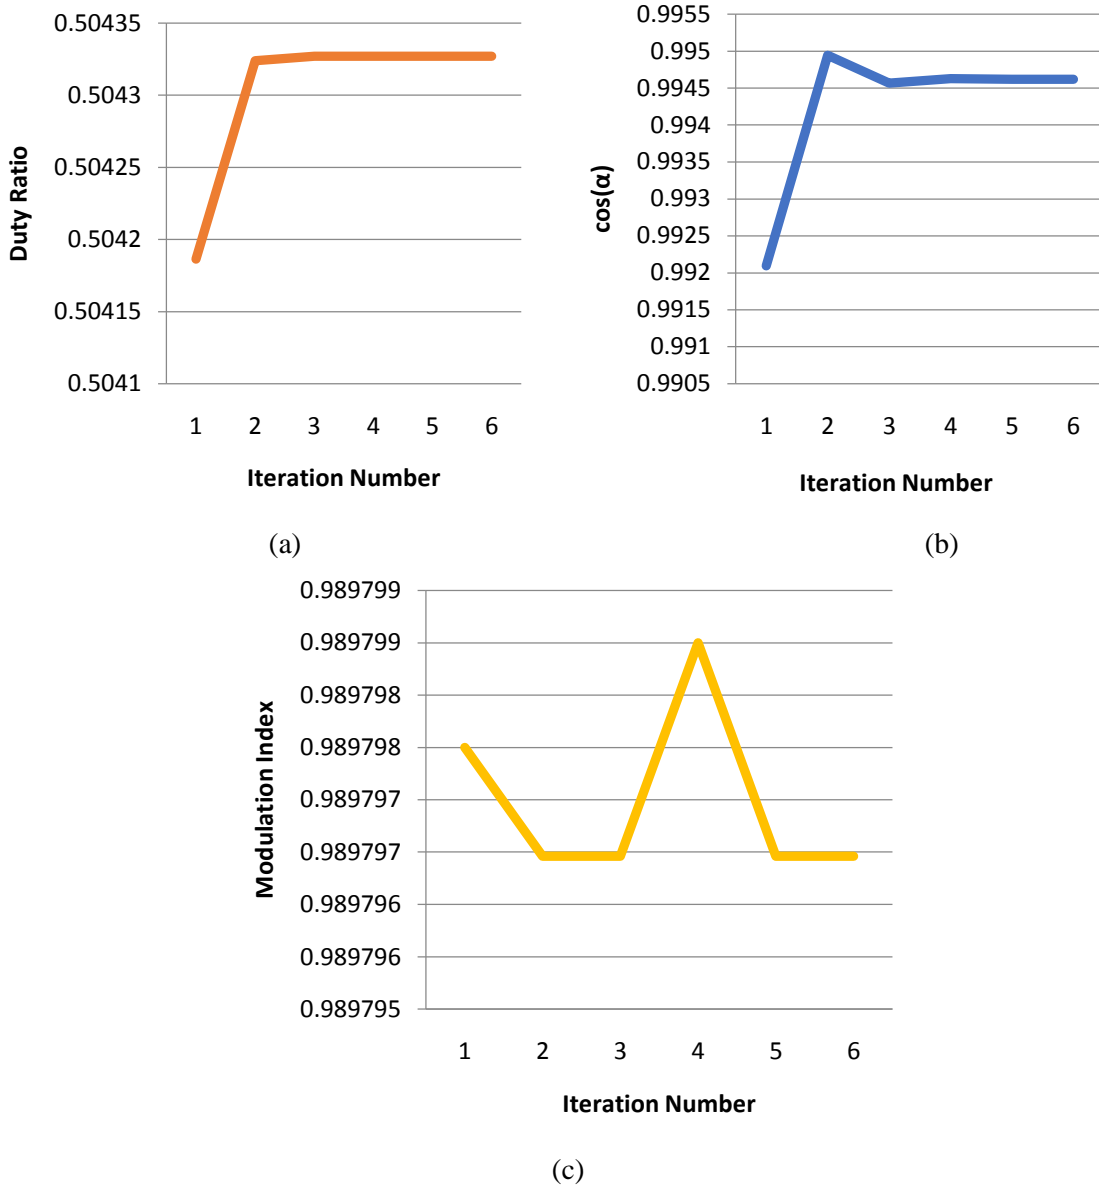 0.50435
0.5043
0.50425
0.5042
0.50415
0.5041
Duty Ratio
1 2 3 4 5 6
Iteration Number
(a)
0.9955
0.995
0.9945
0.994
0.9935
0.993
0.9925
0.992
0.9915
0.991
0.9905
cos(α)
1 2 3 4 5 6
Iteration Number
(b)
0.989799
0.989799
0.989798
0.989798
0.989797
0.989797
0.989796
0.989796
0.989795
Modulation Index
1 2 3 4 5 6
Iteration Number
(c)